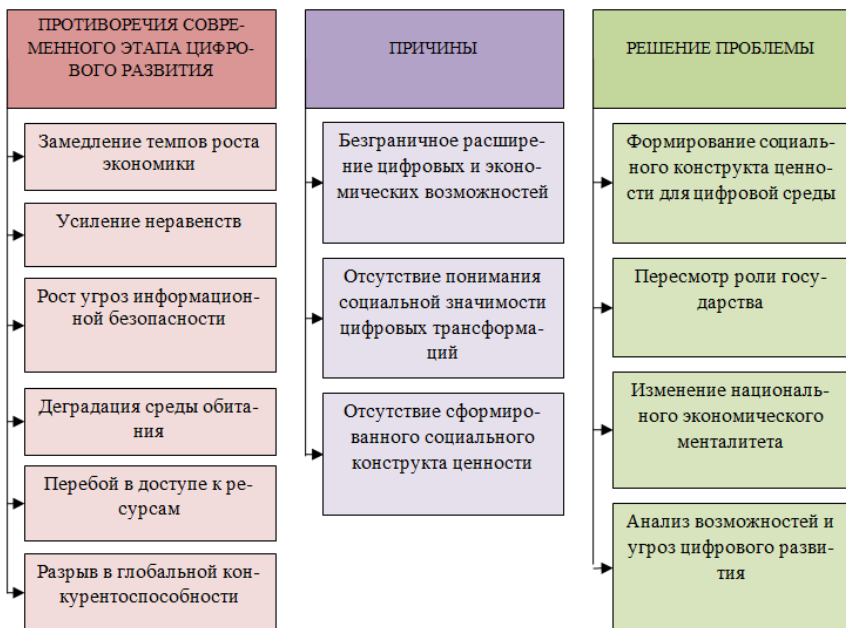 ПРОТИВОРЕЧИЯ СОВРЕ-
МЕННОГО ЭТАПА ЦИФРО-
ВОГО РАЗВИТИЯ
Замедление темпов роста
экономики
Усиление неравенств
Рост угроз информацион-
ной безопасности
Деградация среды обита-
ния
Перебой в доступе к ре-
сурсам
Разрыв в глобальной кон-
курентоспособности
ПРИЧИНЫ
Безграничное расшире-
ние цифровых и эконо-
мических возможностей
Отсутствие понимания
социальной значимости
цифровых трансформа-
ций
Отсутствие сформиро-
ванного социального
конструкта ценности
РЕШЕНИЕ ПРОБЛЕМЫ
Формирование социаль-
ного конструкта ценно-
сти для цифровой среды
Пересмотр роли госу-
дарства
Изменение националь-
ного экономического
менталитета
Анализ возможностей и
угроз цифрового разви-
тия